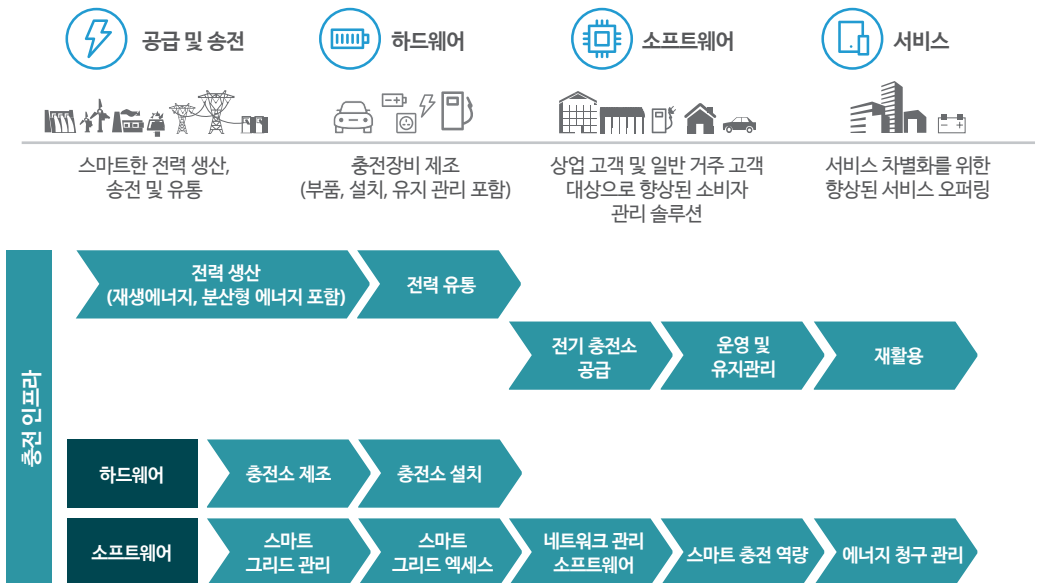 공급 및 송전
하드웨어
소프트웨어
서비스
스마트한 전력 생산,
송전 및 유통
충전장비 제조
(부품, 설치, 유지 관리 포함)
상업 고객 및 일반 거주 고객
대상으로 향상된 소비자
관리 솔루션
서비스 차별화를 위한
향상된 서비스 오퍼링
충전 인프라
전력 생산
(재생에너지, 분산형 에너지 포함)
전력 유통
전기 충전소
공급
운영 및
유지관리
재활용
하드웨어
충전소 제조
충전소 설치
소프트웨어
스마트
그리드 관리
스마트
그리드 엑세스
네트워크 관리
소프트웨어
스마트 충전 역량
에너지 청구 관리